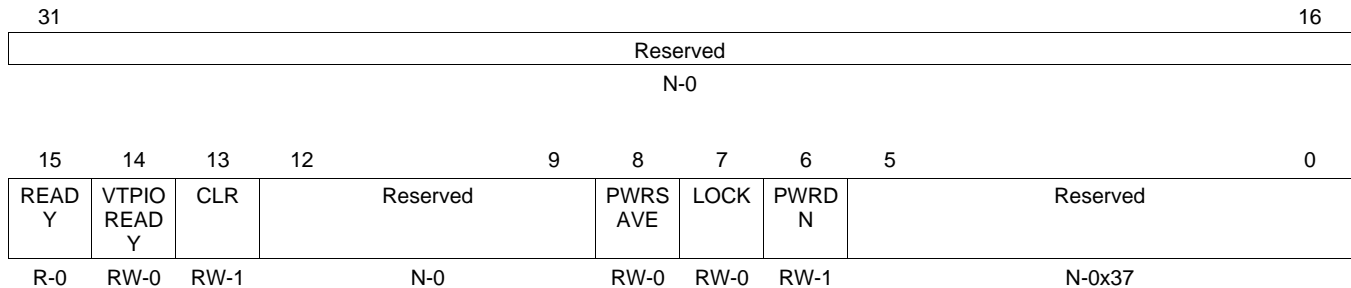 31 16
Reserved
N-0
15 14 13 12 9 8 7 6 5 0
READ VTPIO CLR Reserved PWRS LOCK PWRD Reserved
Y READ AVE N
Y
R-0 RW-0 RW-1 N-0 RW-0 RW-0 RW-1 N-0x37